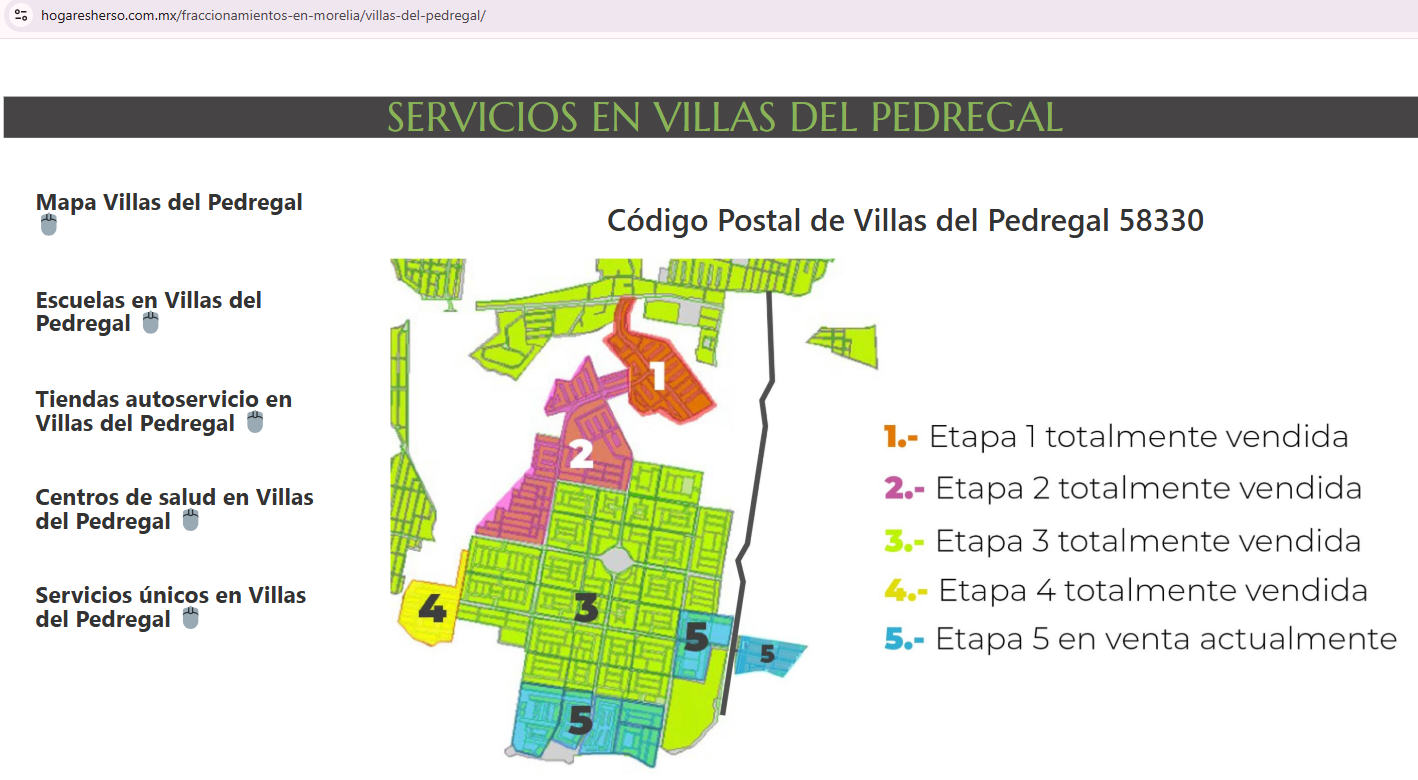 hogaresherso.com.mx/fraccionamientos-en-morelia/villas-del-pedregal/
SERVICIOS EN VILLAS DEL PEDREGAL
Mapa Villas del Pedregal
Escuelas en Villas del
Pedregal
Tiendas autoservicio en
Villas del Pedregal
Centros de salud en Villas
del Pedregal
Servicios únicos en Villas
del Pedregal
Código Postal de Villas del Pedregal 58330
1
2
3
4
5
5
5
1.- Etapa 1 totalmente vendida
2.- Etapa 2 totalmente vendida
3.- Etapa 3 totalmente vendida
4.- Etapa 4 totalmente vendida
5.- Etapa 5 en venta actualmente